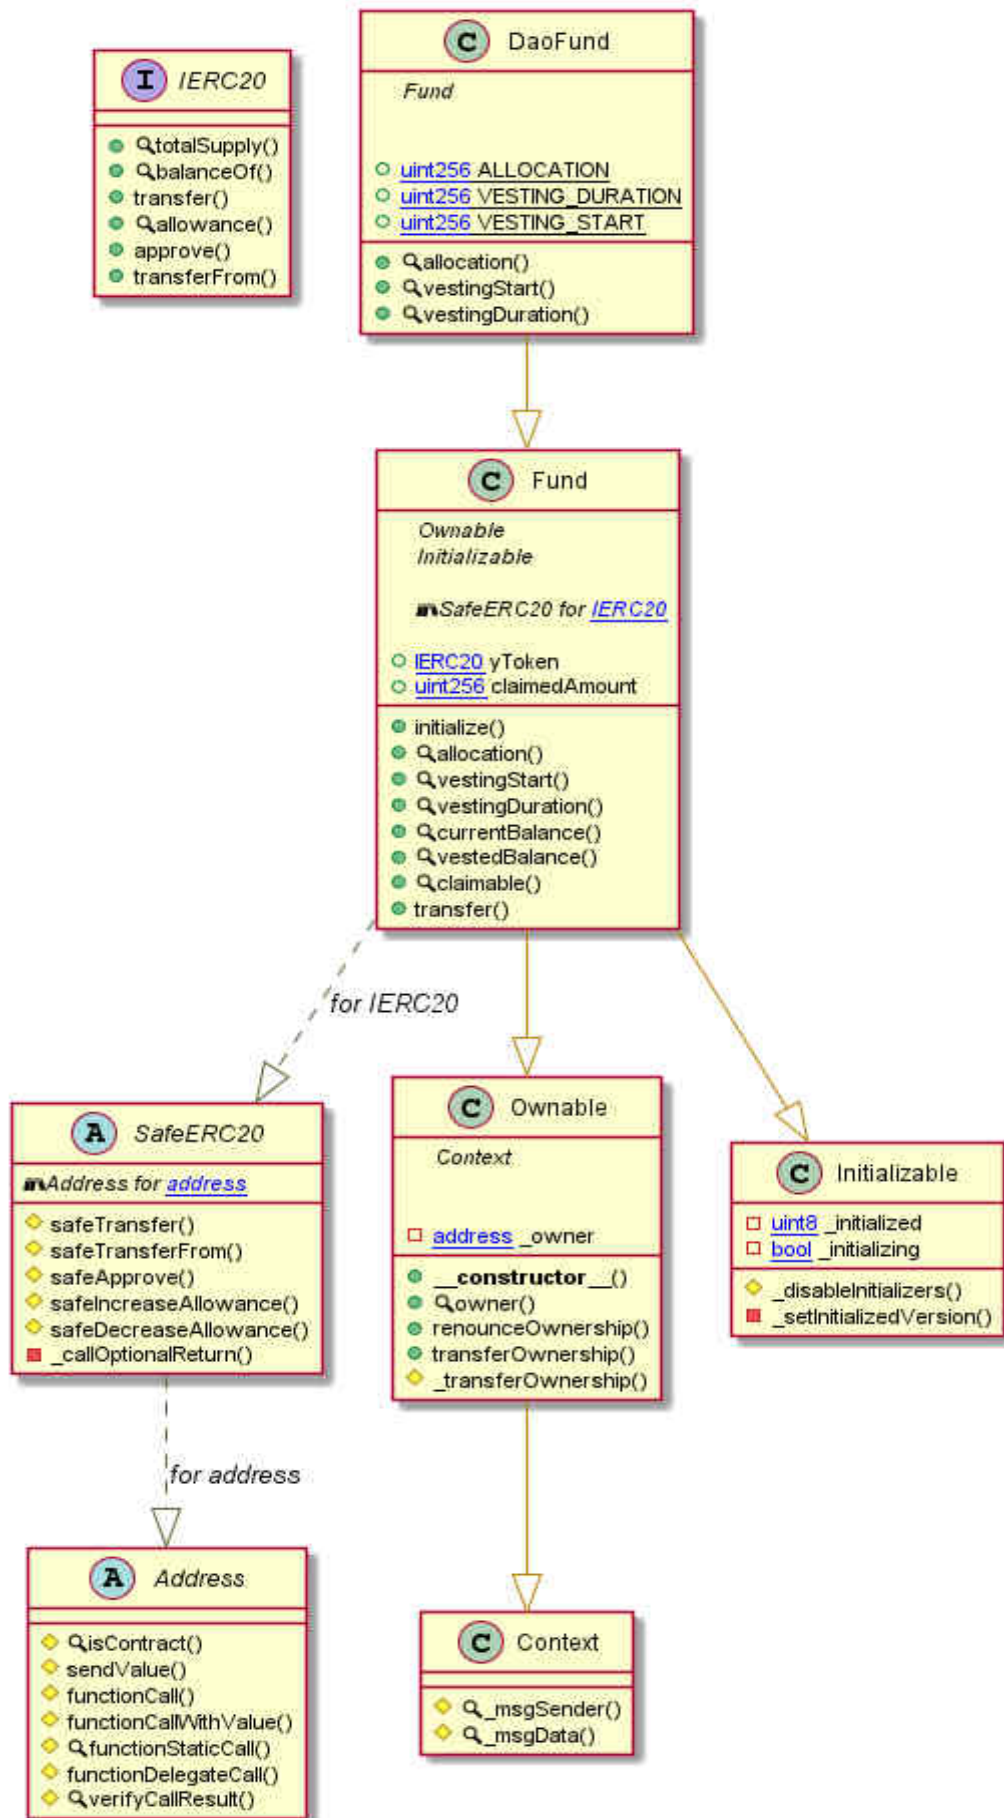 I IERC20
totalSupply()
balanceOf()
transfer()
allowance()
approve()
transferFrom()
C DaoFund
Fund
uint256 ALLOCATION
uint256 VESTING_DURATION
uint256 VESTING_START
allocation()
vestingStart()
vestingDuration()
C Fund
Ownable
Initializable
SafeERC20 for IERC20
IERC20 yToken
uint256 claimedAmount
initialize()
allocation()
vestingStart()
vestingDuration()
currentBalance()
vestedBalance()
claimable()
transfer()
for IERC20
A SafeERC20
Address for address
safeTransfer()
safeTransferFrom()
safeApprove()
safeIncreaseAllowance()
safeDecreaseAllowance()
_callOptionalReturn()
C Ownable
Context
address _owner
__constructor__()
owner()
renounceOwnership()
transferOwnership()
_transferOwnership()
C Initializable
uint8 _initialized
bool _initializing
_disableInitializers()
_setInitializedVersion()
for address
A Address
isContract()
sendValue()
functionCall()
functionCallWithValue()
functionStaticCall()
functionDelegateCall()
verifyCallResult()
C Context
_msgSender()
_msgData()